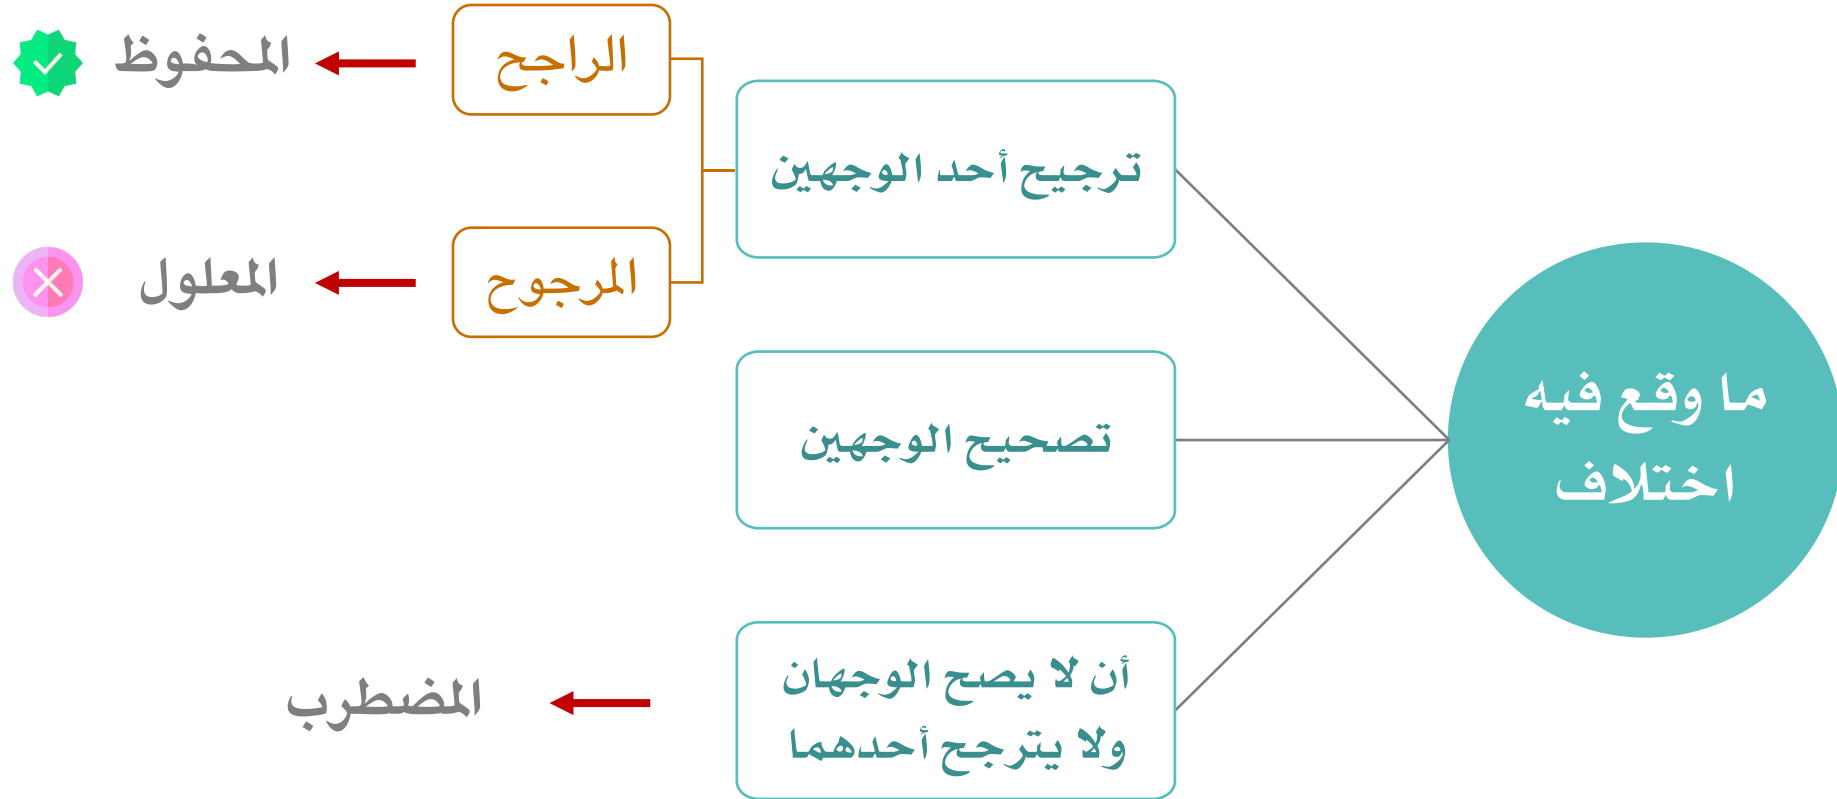 ما وقع فيه
اختلاف
ترجيح أحد الوجهين
الراجح
المحفوظ
المرجوح
المعلول
تصحيح الوجهين
أن لا يصح الوجهان
ولا يترجح أحدهما
المضطرب